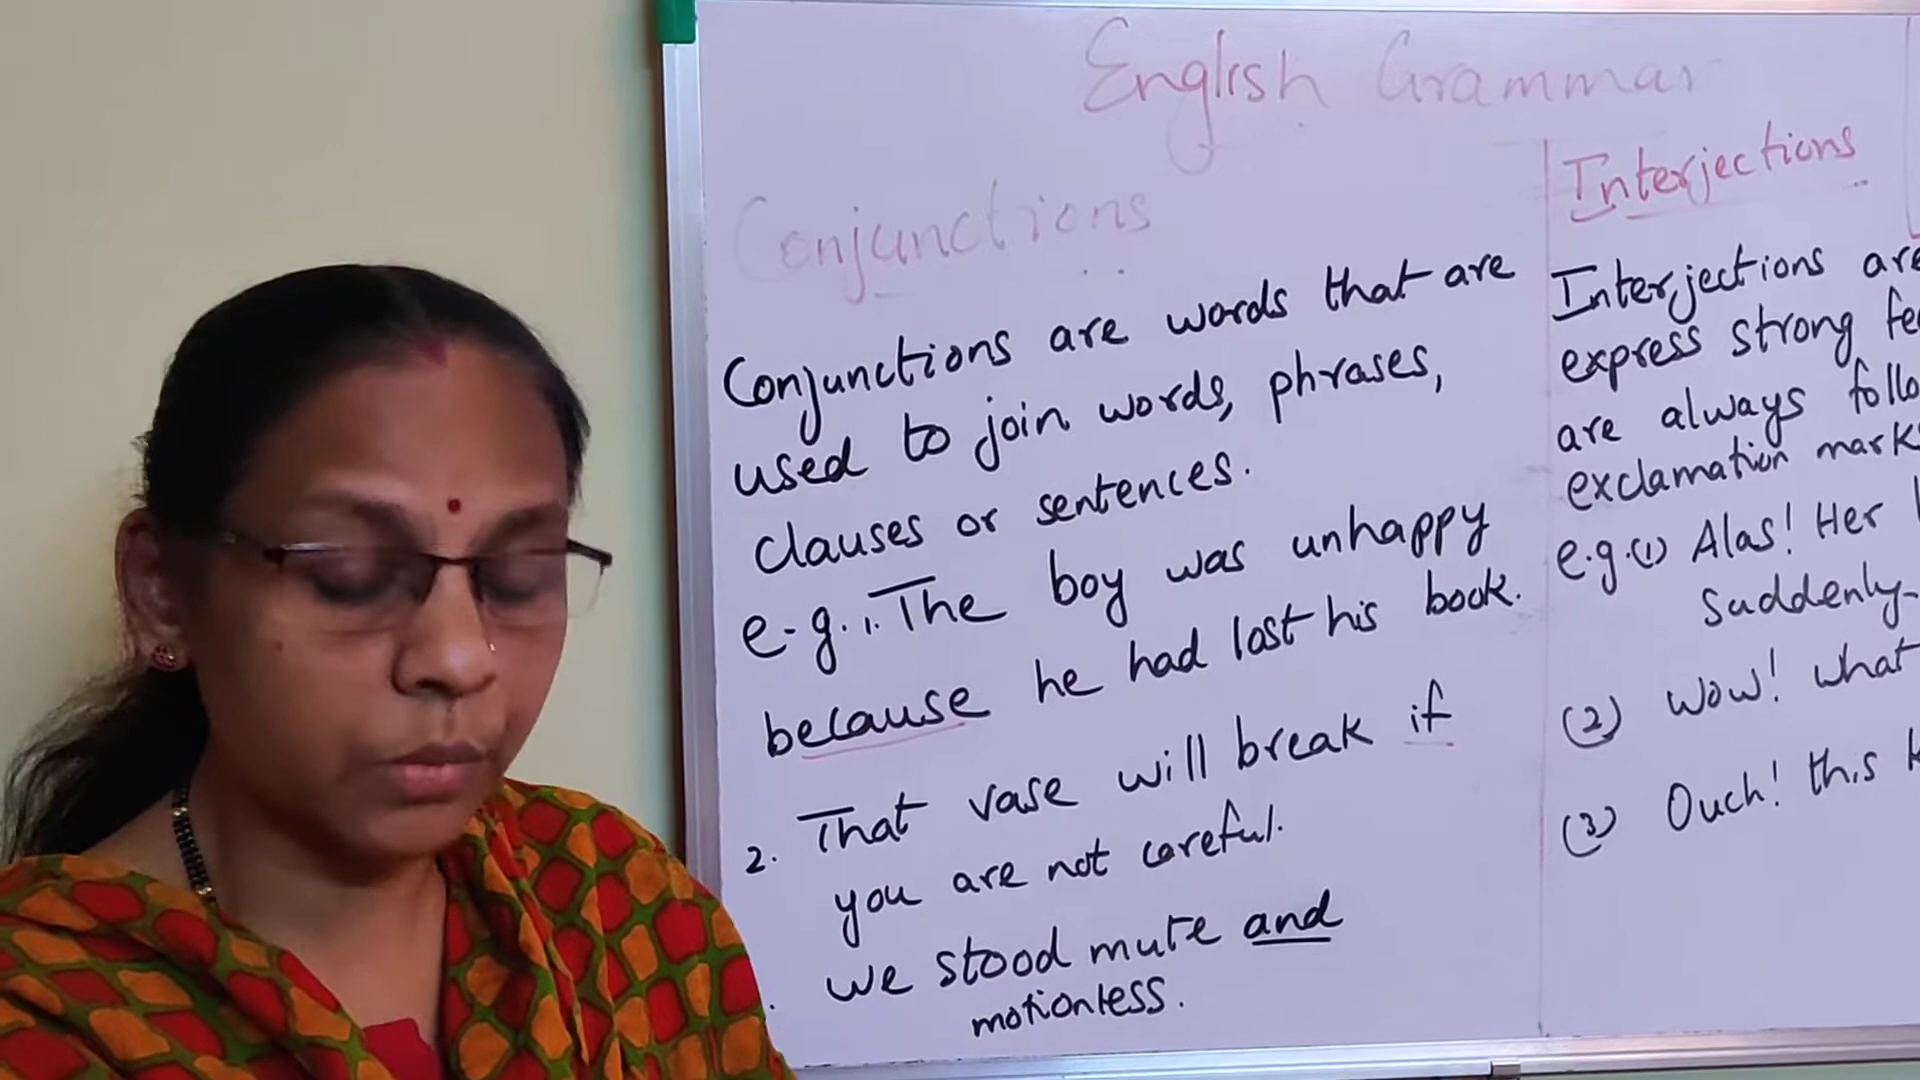 English Grammar
Conjunctions
Conjunctions are words that are
used to join words, phrases,
clauses or sentences.
e.g. 1. The boy was unhappy
because he had lost his book.
2. That vase will break if
you are not careful.
We stood mute and
motionless.
Interjections
Interjections are
express strong
are always
exclamation mark
e.g. (1) Alas! Her
Suddenly
(2) Wow! What
(3) Ouch! this